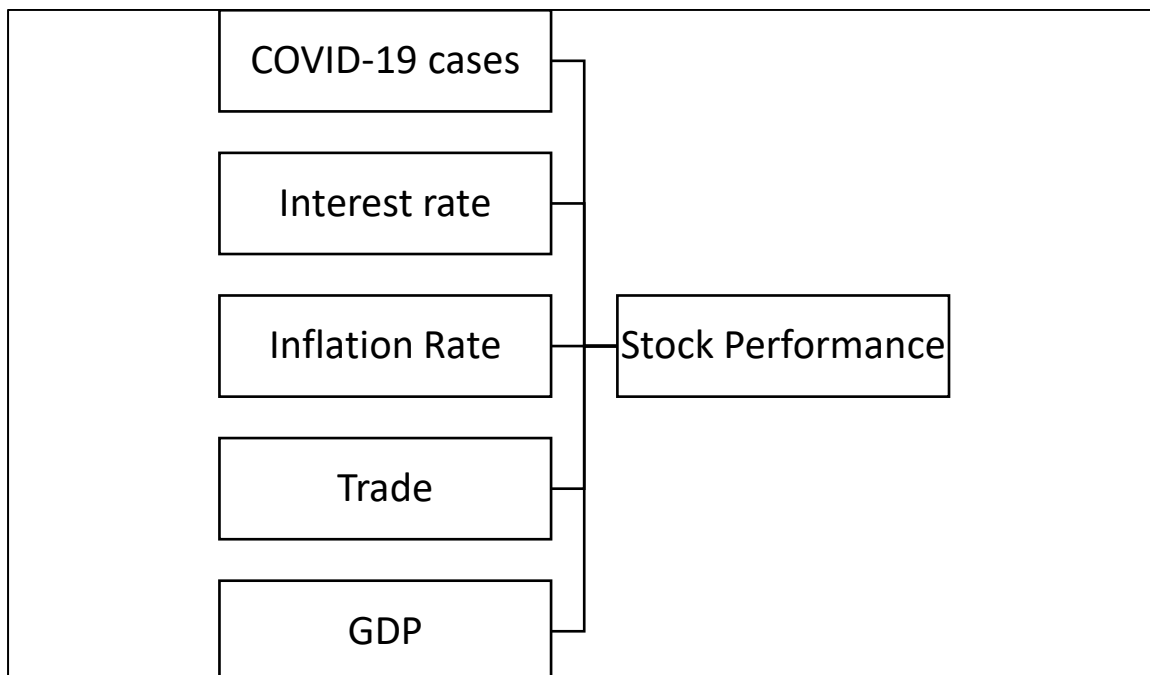 COVID-19 cases
Interest rate
Inflation Rate
Stock Performance
Trade
GDP